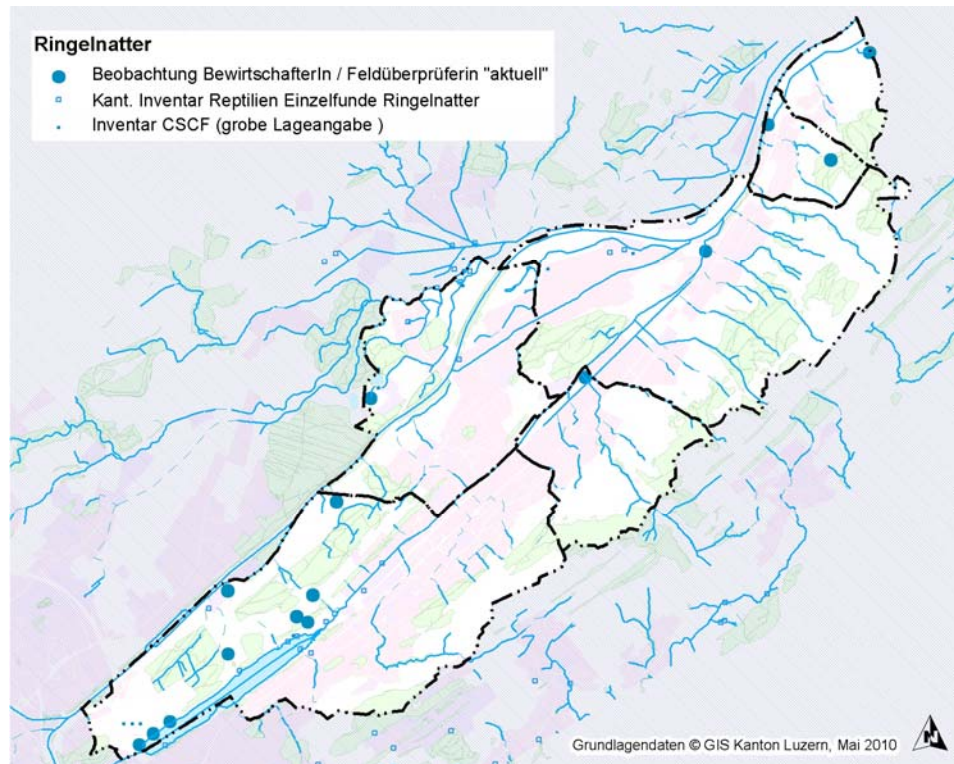 Ringelnatter
Beobachtung BewirtschafterIn / Feldüberprüferin "aktuell"
Kant. Inventar Reptilien Einzelfunde Ringelnatter
Inventar CSCF (grobe Lageangabe )
Grundlagendaten © GIS Kanton Luzern, Mai 2010
N